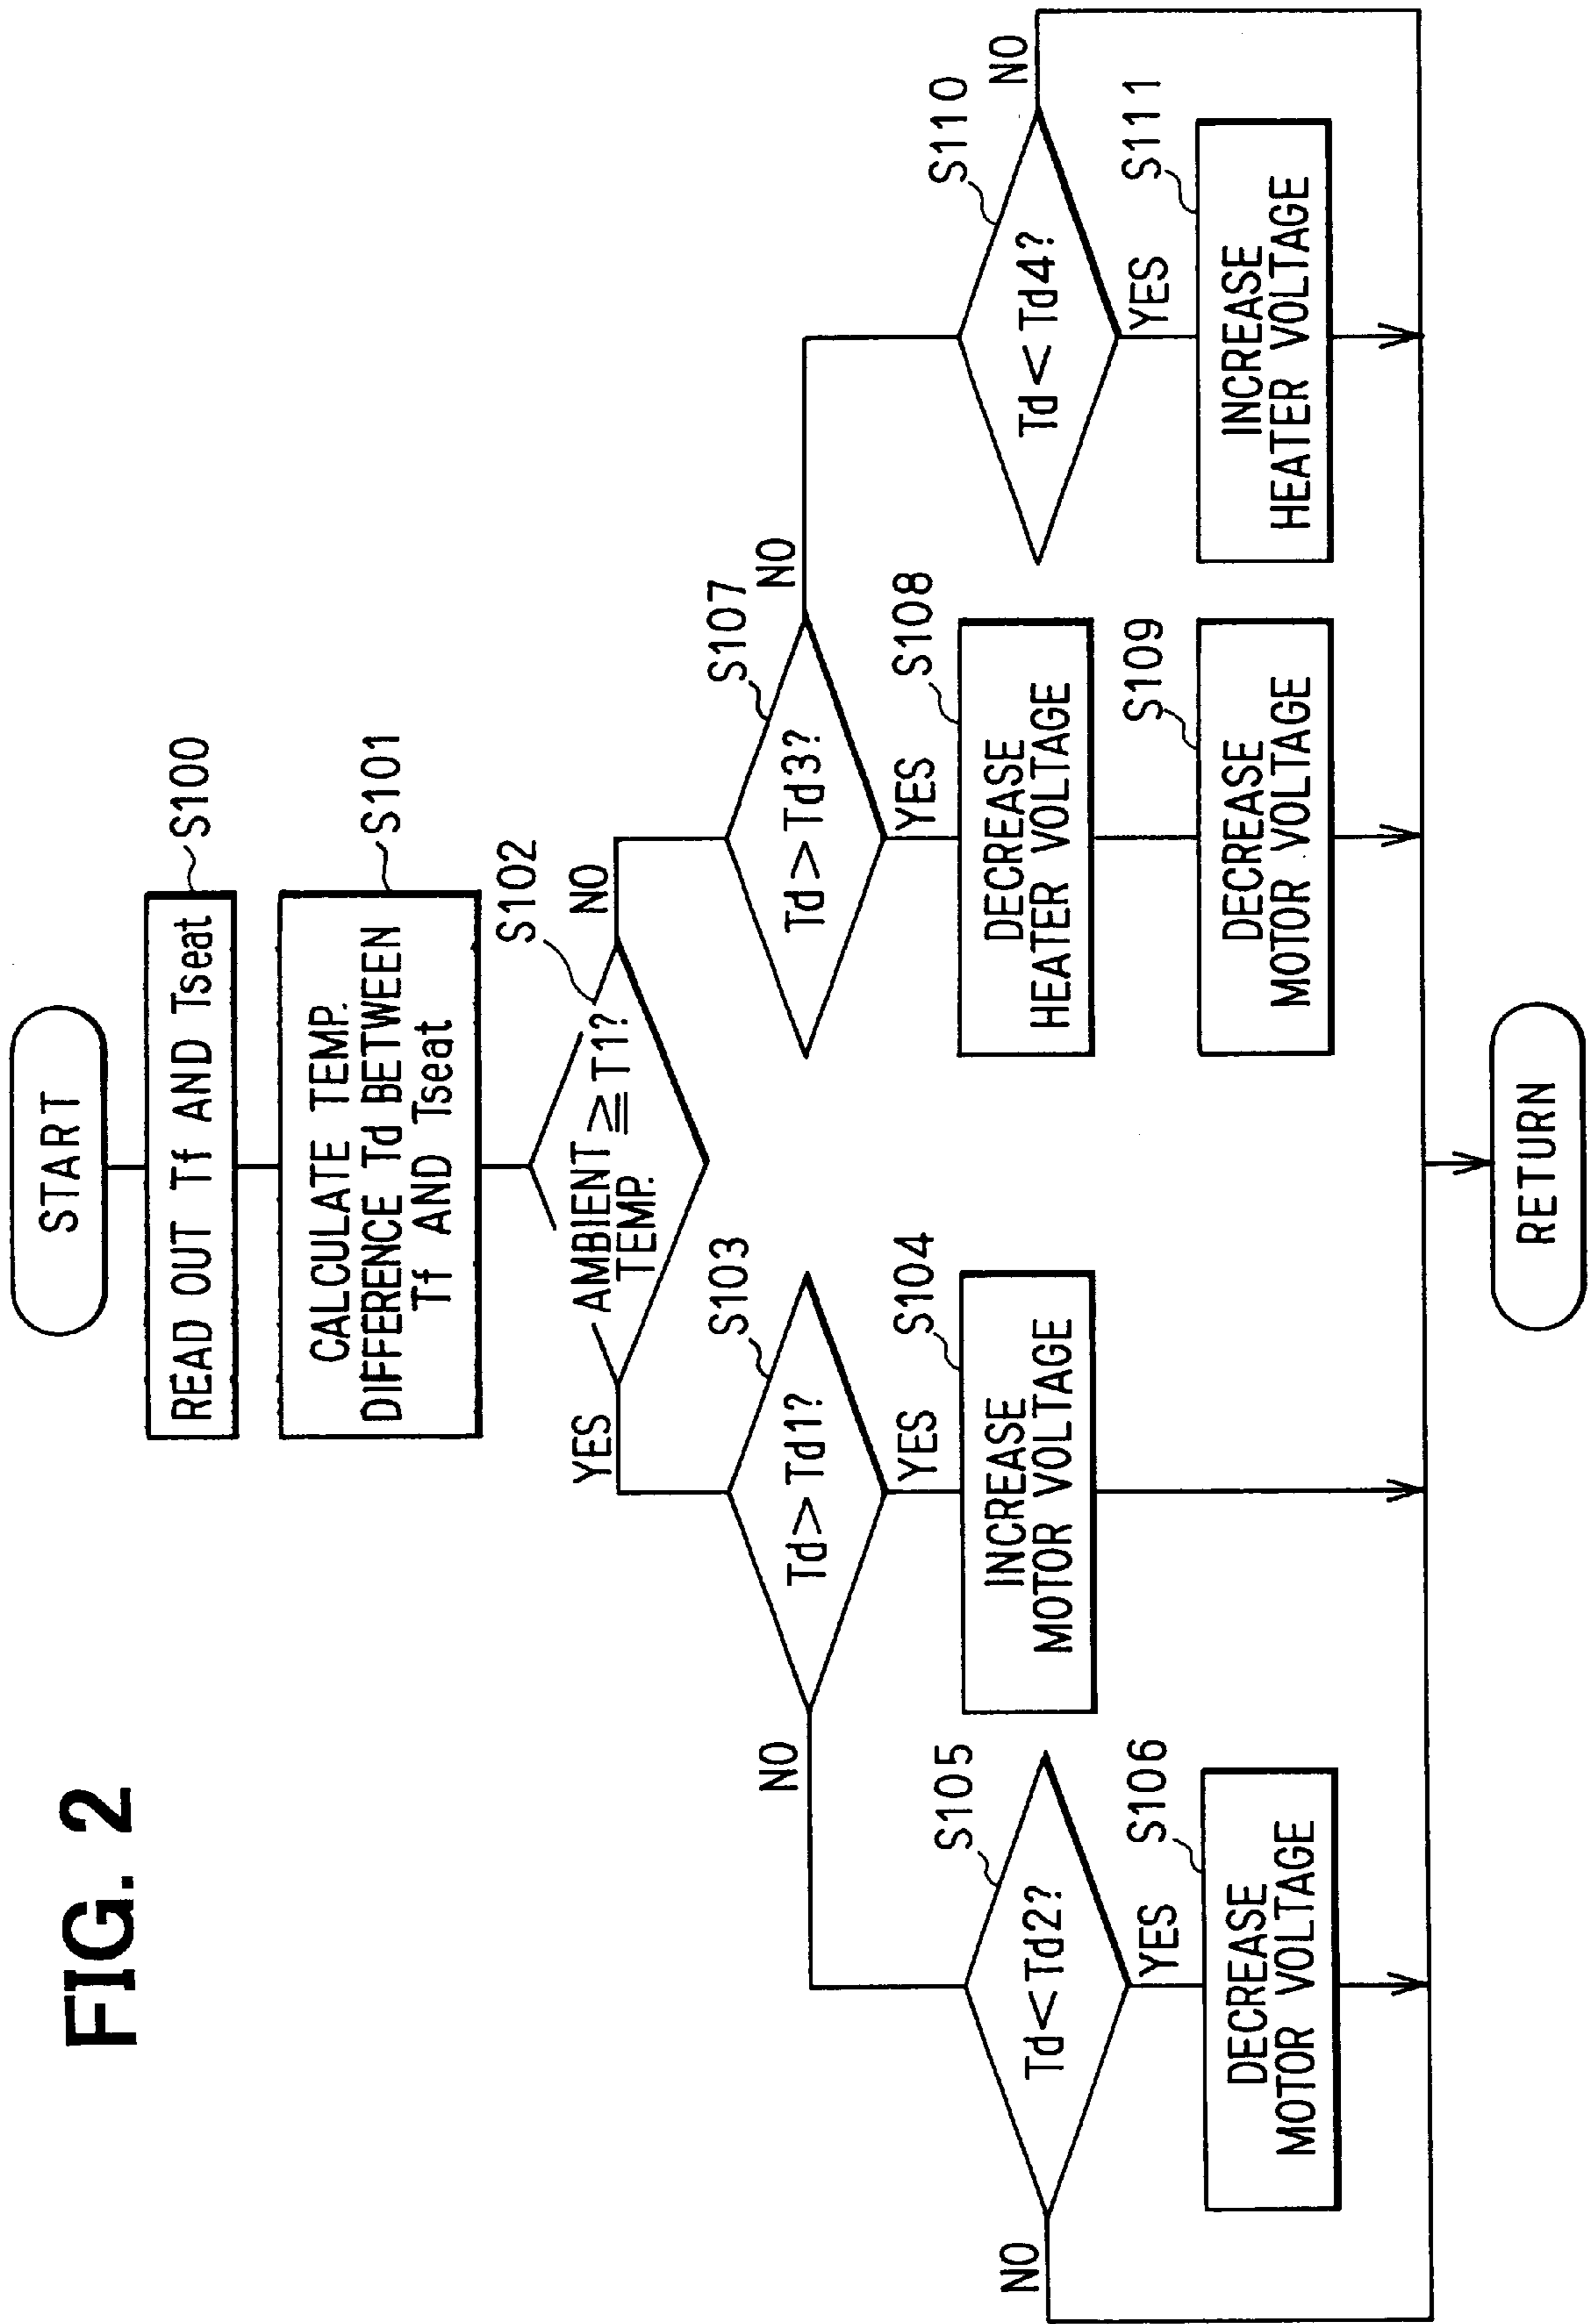 FIG. 2
START
READ OUT Tf AND Tseat
S100
CALCULATE TEMP.
DIFFERENCE Td BETWEEN
Tf AND Tseat
S101
AMBIENT ≧ T1?
TEMP.
S102
YES
NO
Td > Td1?
S103
NO
YES
INCREASE
MOTOR VOLTAGE
S104
Td < Td2?
S105
NO
YES
DECREASE
MOTOR VOLTAGE
S106
Td > Td3?
S107
NO
YES
DECREASE
HEATER VOLTAGE
S108
DECREASE
MOTOR VOLTAGE
S109
Td < Td4?
S110
NO
YES
INCREASE
HEATER VOLTAGE
S111
RETURN